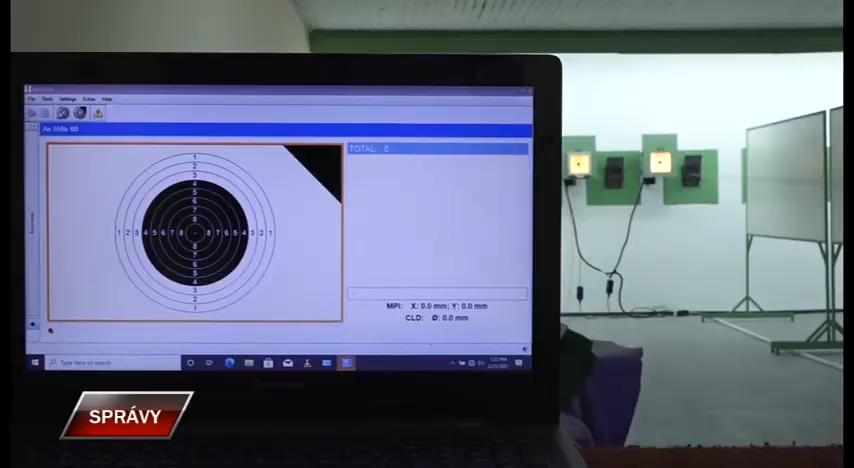 File Tools Settings Extras Help
Air Rifle 60
TOTAL: 0
1
2
3
4
5
6
7
8
1 2 3 4 5 6 7 8 8 7 6 5 4 3 2 1
8
7
6
5
4
3
2
1
MPI: X: 0.0 mm; Y: 0.0 mm
CLD: Ø: 0.0 mm
Type here to search
SPRÁVY